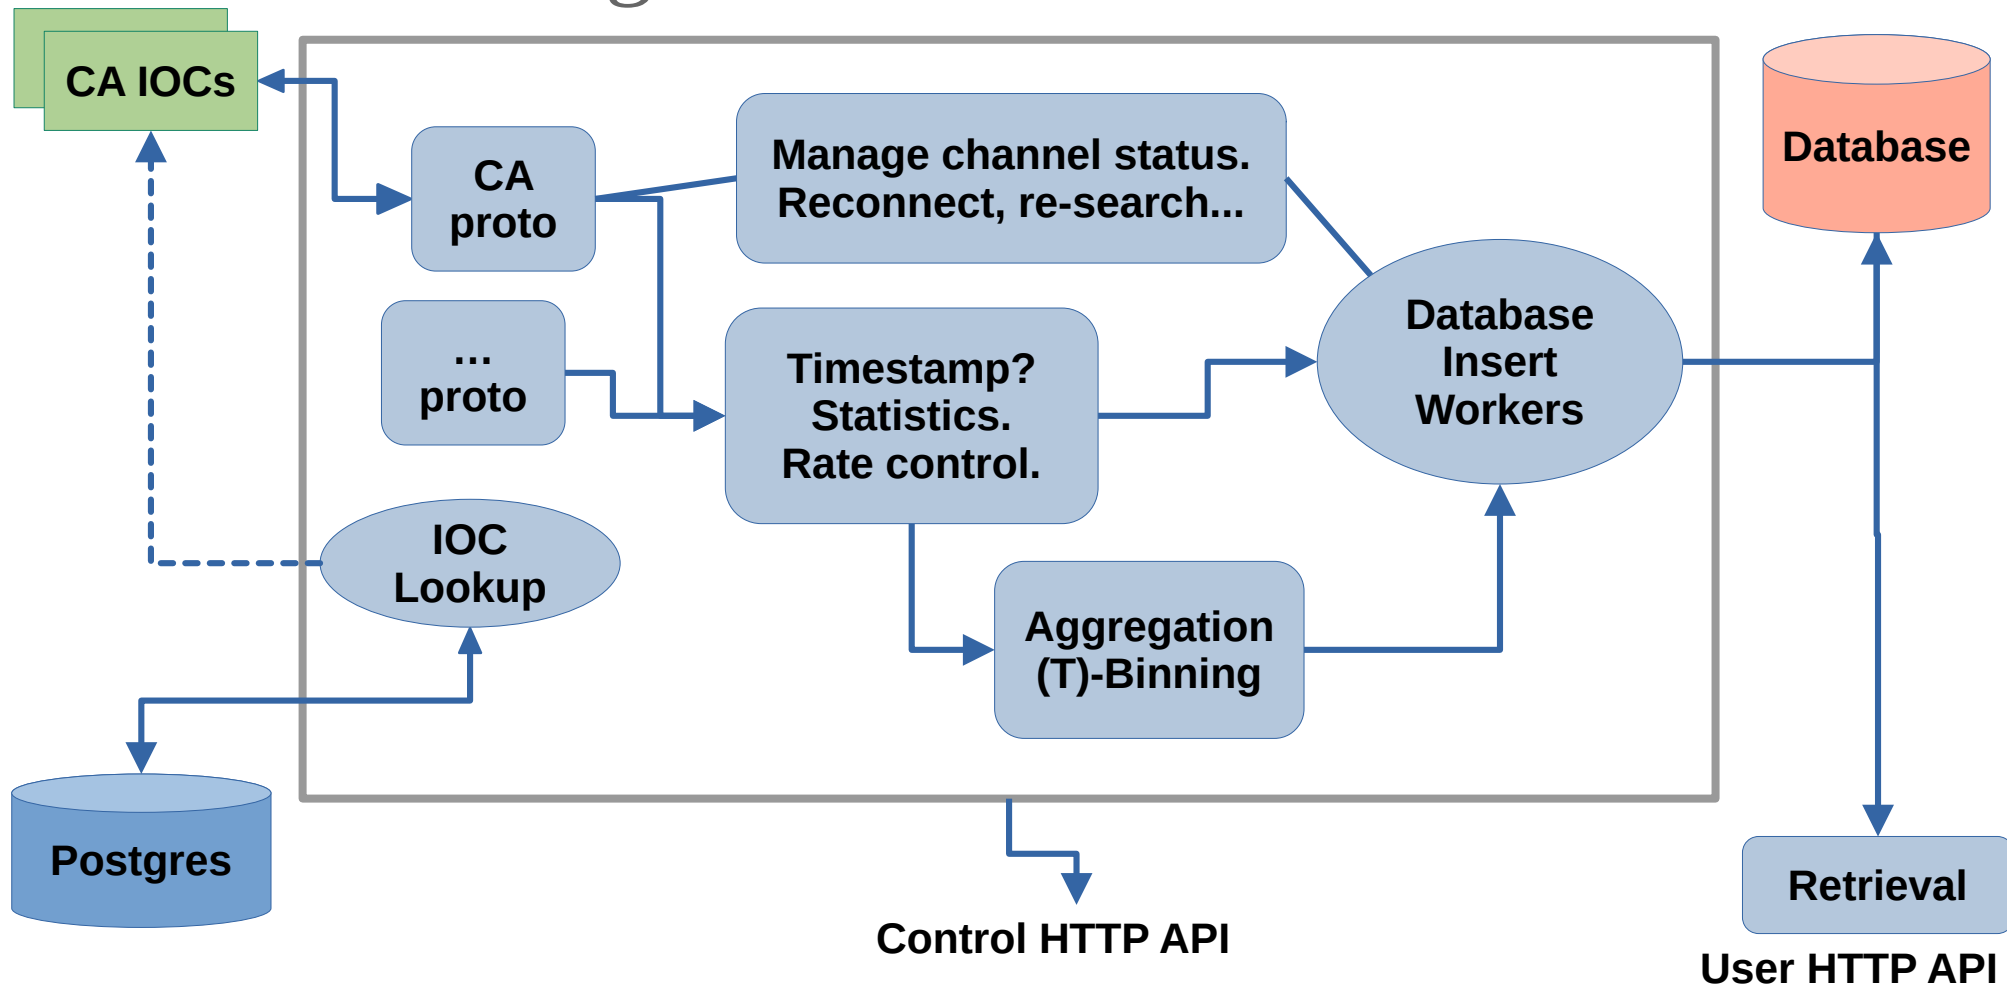 CA IOCs
CA
proto
Manage channel status.
Reconnect, re-search...
Database
...
proto
Timestamp?
Statistics.
Rate control.
Database
Insert
Workers
IOC
Lookup
Aggregation
(T)-Binning
Postgres
Control HTTP API
Retrieval
User HTTP API